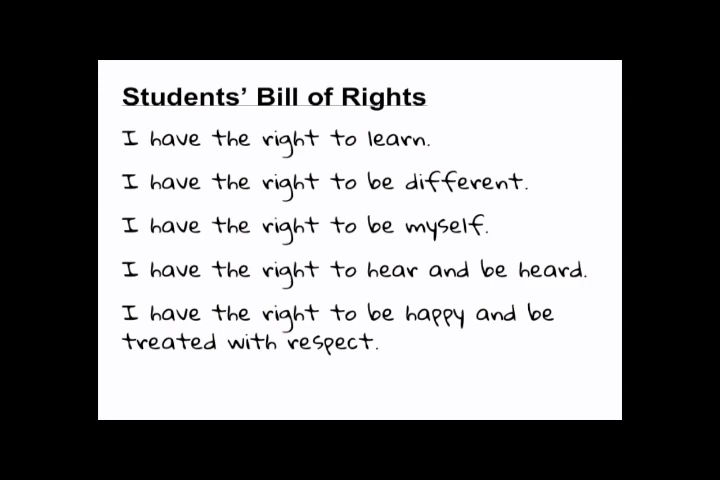 Students’ Bill of Rights
I have the right to learn.
I have the right to be different.
I have the right to be myself.
I have the right to hear and be heard.
I have the right to be happy and be
treated with respect.